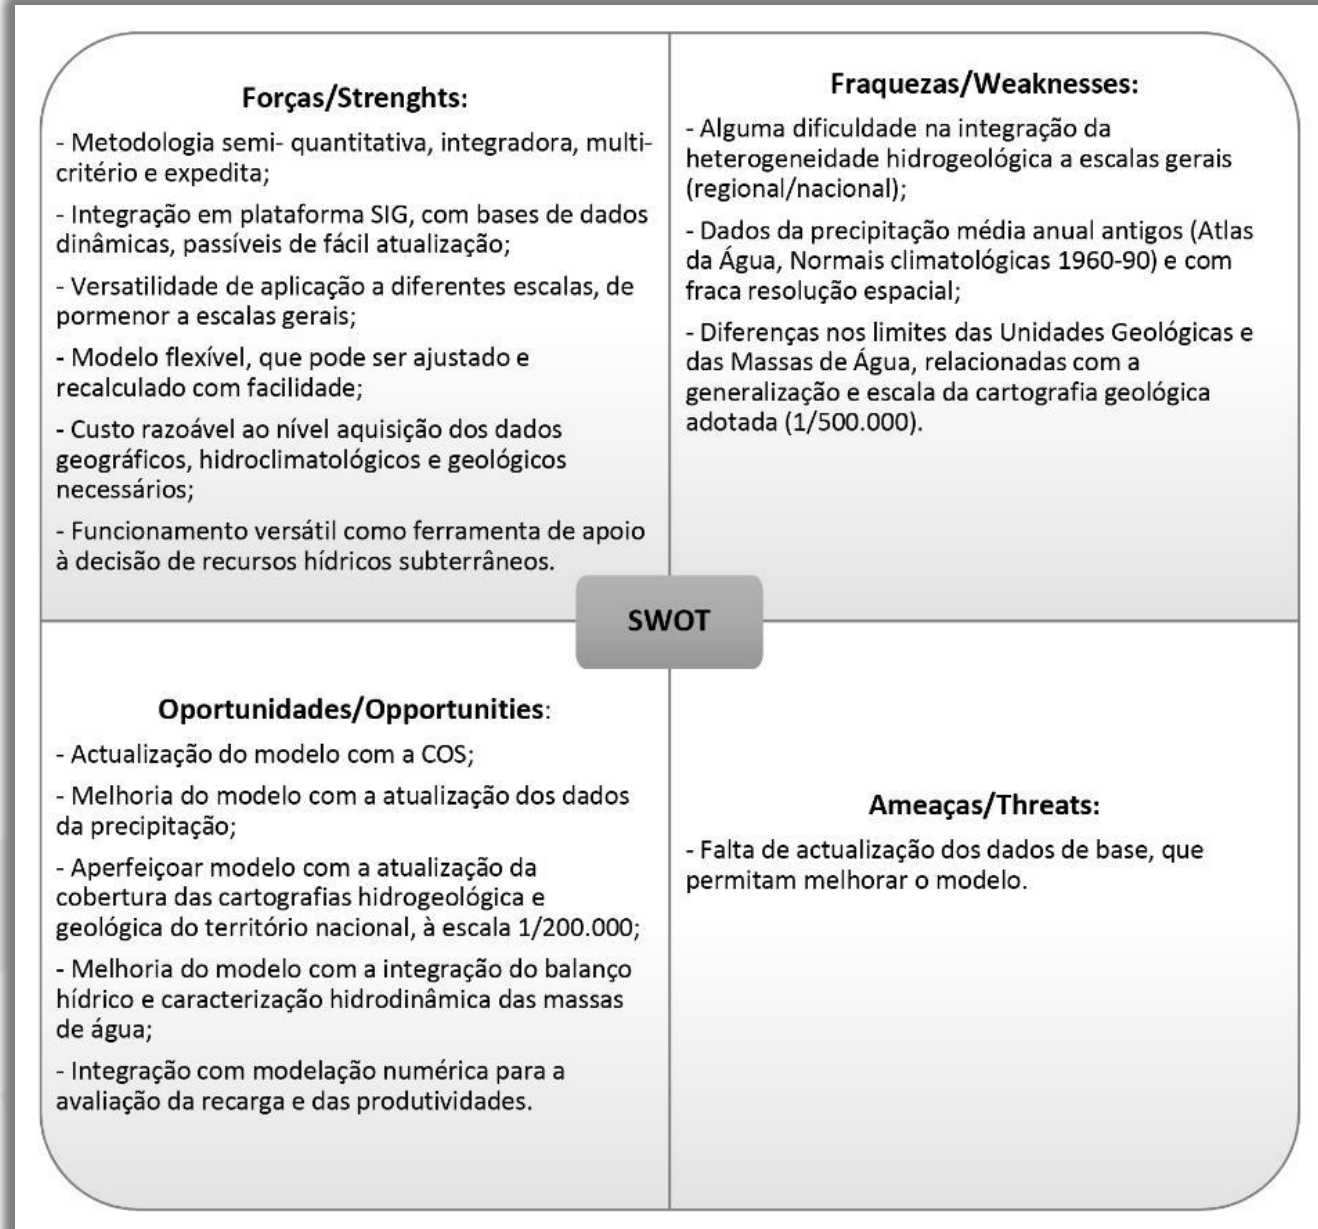 Forças/Strenghts:
- Metodologia semi- quantitativa, integradora, multi-
critério e expedita;
- Integração em plataforma SIG, com bases de dados
dinâmicas, passíveis de fácil atualização;
- Versatilidade de aplicação a diferentes escalas, de
pormenor a escalas gerais;
- Modelo flexível, que pode ser ajustado e
recalculado com facilidade;
- Custo razoável ao nível aquisição dos dados
geográficos, hidroclimatológicos e geológicos
necessários;
- Funcionamento versátil como ferramenta de apoio
à decisão de recursos hídricos subterrâneos.
Fraquezas/Weaknesses:
- Alguma dificuldade na integração da
heterogeneidade hidrogeológica a escalas gerais
(regional/nacional);
- Dados da precipitação média anual antigos (Atlas
da Água, Normais climatológicas 1960-90) e com
fraca resolução espacial;
- Diferenças nos limites das Unidades Geológicas e
das Massas de Água, relacionadas com a
generalização e escala da cartografia geológica
adotada (1/500.000).
SWOT
Oportunidades/Opportunities:
- Actualização do modelo com a COS;
- Melhoria do modelo com a atualização dos dados
da precipitação;
- Aperfeiçoar modelo com a atualização da
cobertura das cartografias hidrogeológica e
geológica do território nacional, à escala 1/200.000;
- Melhoria do modelo com a integração do balanço
hídrico e caracterização hidrodinâmica das massas
de água;
- Integração com modelação numérica para a
avaliação da recarga e das produtividades.
Ameaças/Threats:
- Falta de actualização dos dados de base, que
permitam melhorar o modelo.